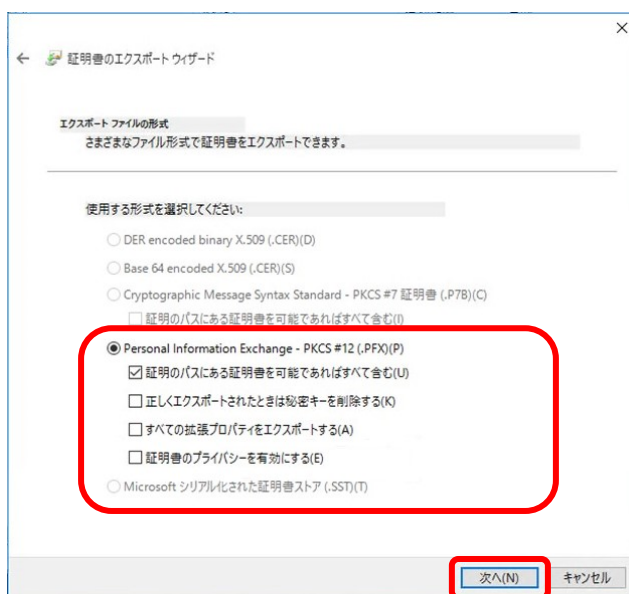 証明書のエクスポート ウィザード
エクスポート ファイルの形式
さまざまなファイル形式で証明書をエクスポートできます。
使用する形式を選択してください:
DER encoded binary X.509 (.CER)(D)
Base 64 encoded X.509 (.CER)(S)
Cryptographic Message Syntax Standard - PKCS #7 証明書 (.P7B)(C)
証明のパスにある証明書を可能であればすべて含む(I)
Personal Information Exchange - PKCS #12 (.PFX)(P)
証明のパスにある証明書を可能であればすべて含む(U)
正しくエクスポートされたときは秘密キーを削除する(K)
すべての拡張プロパティをエクスポートする(A)
証明書のプライバシーを有効にする(E)
Microsoft シリアル化された証明書ストア (.SST)(T)
次へ(N) キャンセル